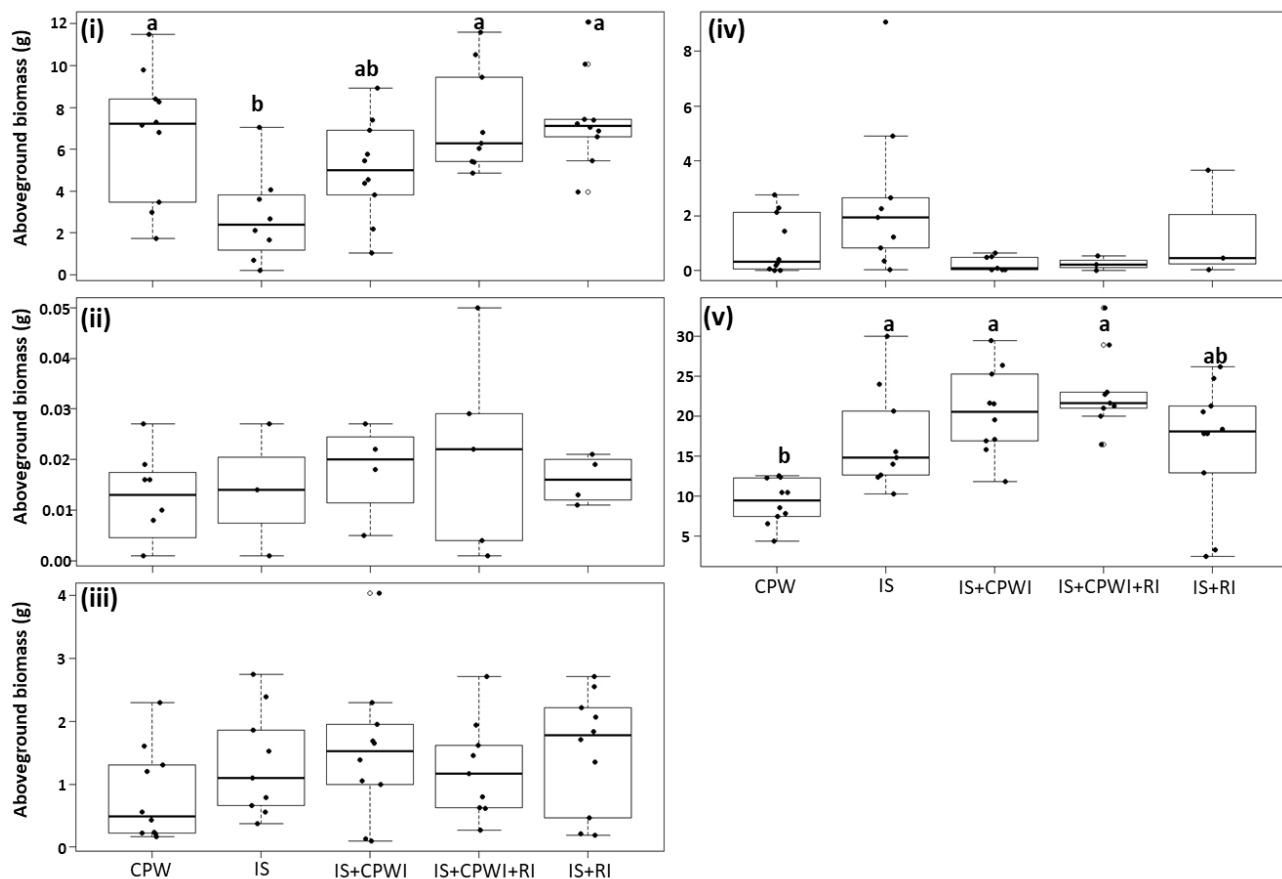 (i)
Aboveground biomass (g)
12
10
8
6
4
2
0
a
b
ab
a
a
(ii)
Aboveground biomass (g)
0.05
0.04
0.03
0.02
0.01
0.00
(iii)
Aboveground biomass (g)
4
3
2
1
0
CPW IS IS+CPWI IS+CPWI+RI IS+RI
(iv)
8
6
4
2
0
(v)
30
25
20
15
10
5
b
a
a
a
ab
CPW IS IS+CPWI IS+CPWI+RI IS+RI